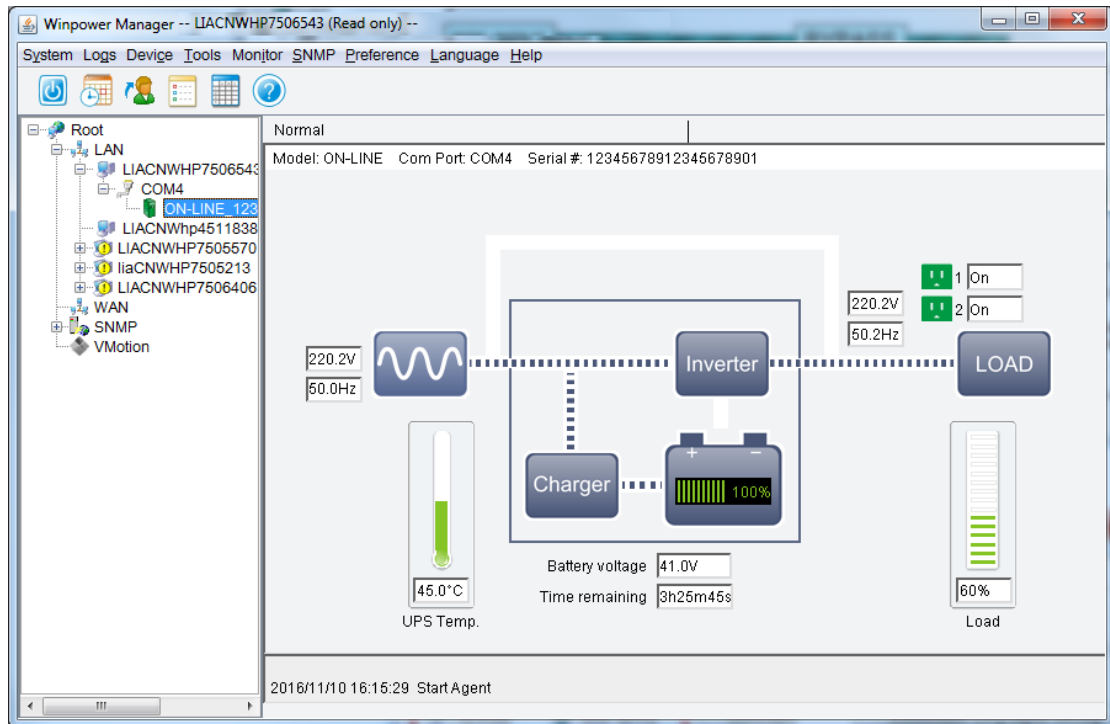 Winpower Manager -- LIACNWHP7506543 (Read only) --
System Logs Device Tools Monitor SNMP Preference Language Help
Root
LAN
LIACNWHP7506543
COM4
ON-LINE_123
LIACNWhp4511838
LIACNWHP7505570
liaCNWHP7505213
LIACNWHP7506406
WAN
SNMP
VMotion
Normal
Model: ON-LINE Com Port: COM4 Serial #: 12345678912345678901
1 On
2 On
220.2V
50.2Hz
220.2V
50.0Hz
Inverter
LOAD
Charger
+ −
100%
Battery voltage 41.0V
Time remaining 3h25m45s
45.0°C
UPS Temp.
60%
Load
2016/11/10 16:15:29 Start Agent